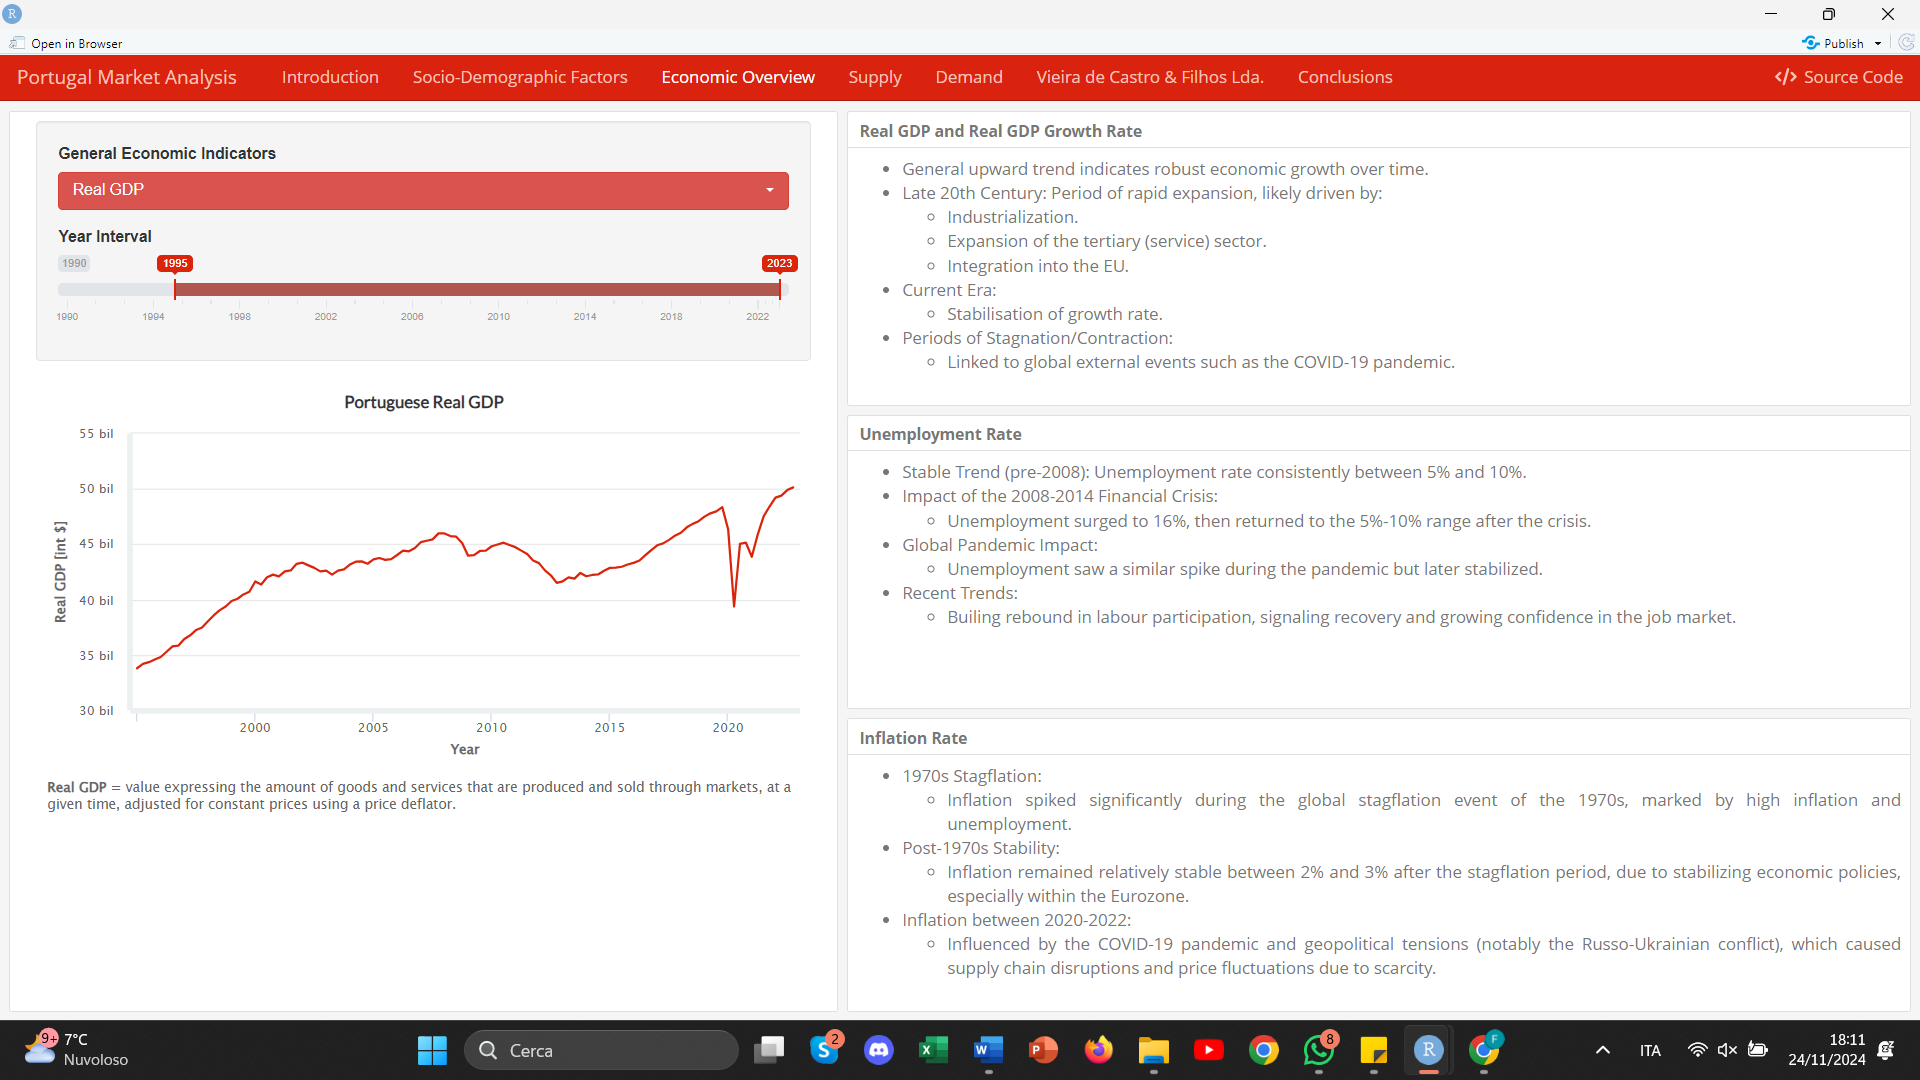 R
Open in Browser
Publish
Portugal Market Analysis
Introduction
Socio-Demographic Factors
Economic Overview
Supply
Demand
Vieira de Castro & Filhos Lda.
Conclusions
</> Source Code
General Economic Indicators
Real GDP
Year Interval
1990
1995
2023
1990 1994 1998 2002 2006 2010 2014 2018 2022
Portuguese Real GDP
55 bil
50 bil
45 bil
40 bil
35 bil
30 bil
Real GDP [int $]
2000 2005 2010 2015 2020
Year
Real GDP = value expressing the amount of goods and services that are produced and sold through markets, at a
given time, adjusted for constant prices using a price deflator.
Real GDP and Real GDP Growth Rate
General upward trend indicates robust economic growth over time.
Late 20th Century: Period of rapid expansion, likely driven by:
Industrialization.
Expansion of the tertiary (service) sector.
Integration into the EU.
Current Era:
Stabilisation of growth rate.
Periods of Stagnation/Contraction:
Linked to global external events such as the COVID-19 pandemic.
Unemployment Rate
Stable Trend (pre-2008): Unemployment rate consistently between 5% and 10%.
Impact of the 2008-2014 Financial Crisis:
Unemployment surged to 16%, then returned to the 5%-10% range after the crisis.
Global Pandemic Impact:
Unemployment saw a similar spike during the pandemic but later stabilized.
Recent Trends:
Builing rebound in labour participation, signaling recovery and growing confidence in the job market.
Inflation Rate
1970s Stagflation:
Inflation spiked significantly during the global stagflation event of the 1970s, marked by high inflation and
unemployment.
Post-1970s Stability:
Inflation remained relatively stable between 2% and 3% after the stagflation period, due to stabilizing economic policies,
especially within the Eurozone.
Inflation between 2020-2022:
Influenced by the COVID-19 pandemic and geopolitical tensions (notably the Russo-Ukrainian conflict), which caused
supply chain disruptions and price fluctuations due to scarcity.
9+
7°C
Nuvoloso
Cerca
S
2
X
W
P
8
R
F
ITA
18:11
24/11/2024